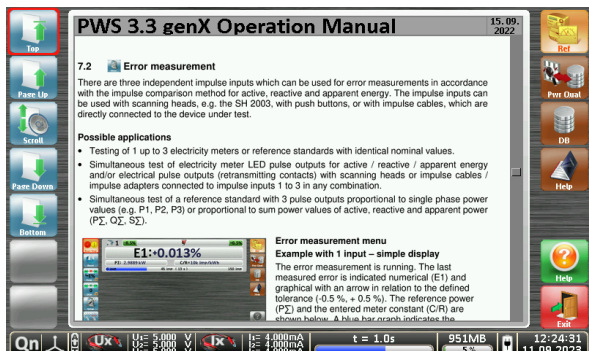 PWS 3.3 genX Operation Manual
15.09.
2022
Top
Page Up
Scroll
Page Down
Bottom
7.2 Error measurement
There are three independent impulse inputs which can be used for error measurements in accordance
with the impulse comparison method for active, reactive and apparent energy. The impulse inputs can
be used with scanning heads, e.g. the SH 2003, with push buttons, or with impulse cables, which are
directly connected to the device under test.
Possible applications
• Testing of 1 up to 3 electricity meters or reference standards with identical nominal values.
• Simultaneous test of electricity meter LED pulse outputs for active / reactive / apparent energy
and/or electrical pulse outputs (retransmitting contacts) with scanning heads or impulse cables /
impulse adapters connected to impulse inputs 1 to 3 in any combination.
• Simultaneous test of a reference standard with 3 pulse outputs proportional to single phase power
values (e.g. P1, P2, P3) or proportional to sum power values of active, reactive and apparent power
(P∑, Q∑, S∑).
E1:+0.013%
Error measurement menu
Example with 1 input – simple display
The error measurement is running. The last
measured error is indicated numerical (E1) and
graphical with an arrow in relation to the defined
tolerance (-0.5 %, + 0.5 %). The reference power
(P∑) and the entered meter constant (C/R) are
shown below. A blue bar graph indicates the
Ref
Pwr Qual
DB
Help
Help
Exit
Qn
Ux
U1= 5.000 V
Ix
I1= 4.000mA
t = 1.0s
951MB
5 %
12:24:31
11.09.2023